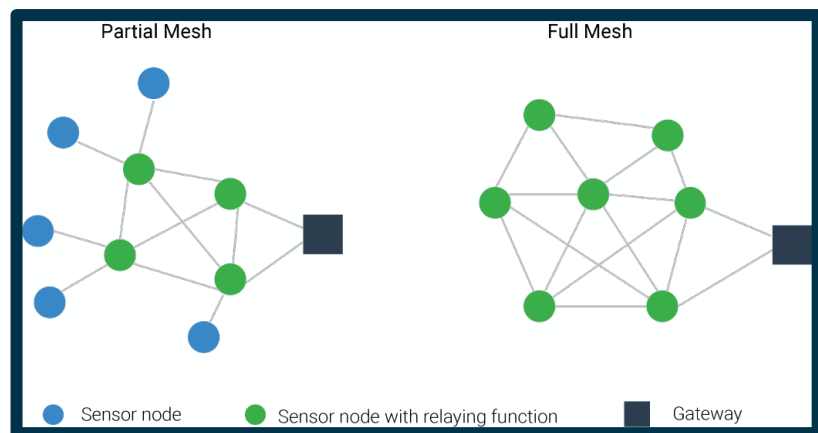 Partial Mesh
Full Mesh
Sensor node
Sensor node with relaying function
Gateway